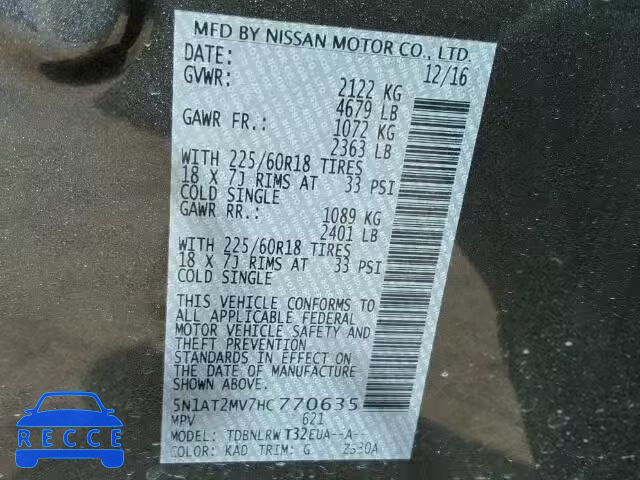 MFD BY NISSAN MOTOR CO., LTD.
DATE: 12/16
GVWR: 2122 KG
4679 LB
GAWR FR.: 1072 KG
2363 LB
WITH 225/60R18 TIRES
18 X 7J RIMS AT 33 PSI
COLD SINGLE
GAWR RR.: 1089 KG
2401 LB
WITH 225/60R18 TIRES
18 X 7J RIMS AT 33 PSI
COLD SINGLE
THIS VEHICLE CONFORMS TO
ALL APPLICABLE FEDERAL
MOTOR VEHICLE SAFETY AND
THEFT PREVENTION
STANDARDS IN EFFECT ON
THE DATE OF MANUFACTURE
SHOWN ABOVE.
5N1AT2MV7HC770635
MPV 621
MODEL: TDBNLRWT32EUA--A--
COLOR: KAD TRIM: G